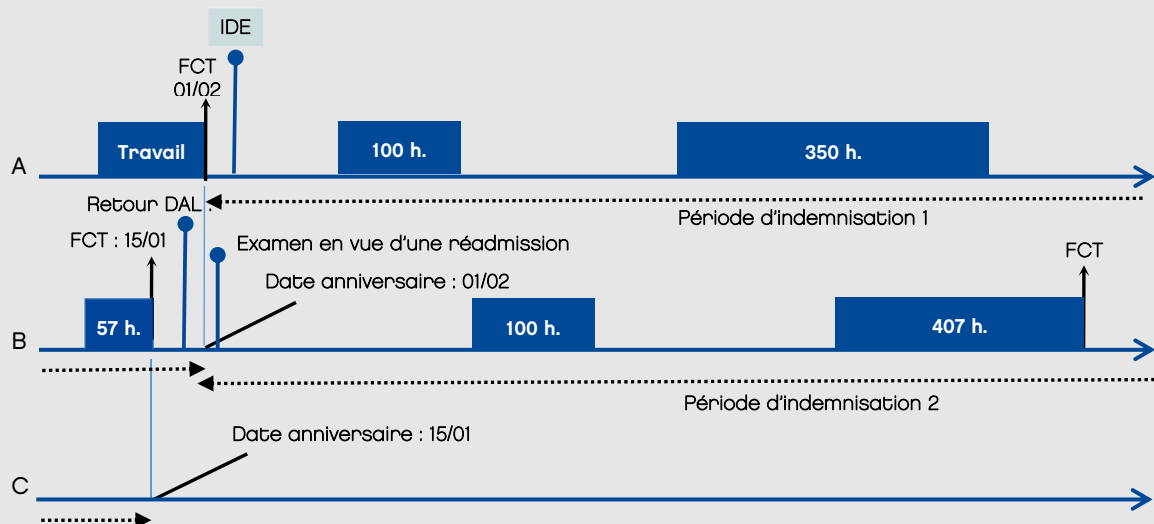 IDE
FCT
01/02
Travail
100 h.
350 h.
A
Retour DAL :
Période d'indemnisation 1
FCT : 15/01
Examen en vue d'une réadmission
FCT
Date anniversaire : 01/02
57 h.
100 h.
407 h.
B
Période d'indemnisation 2
Date anniversaire : 15/01
C